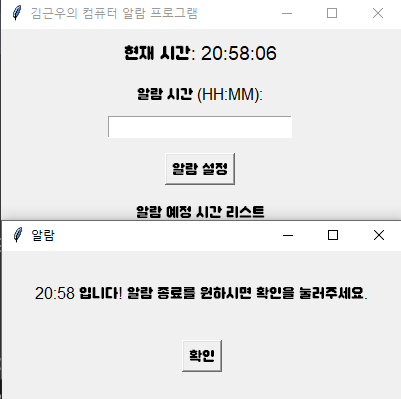 김근우의 컴퓨터 알람 프로그램
현재 시간: 20:58:06
알람 시간 (HH:MM):
알람 설정
알람 예정 시간 리스트
알람
20:58 입니다! 알람 종료를 원하시면 확인을 눌러주세요.
확인